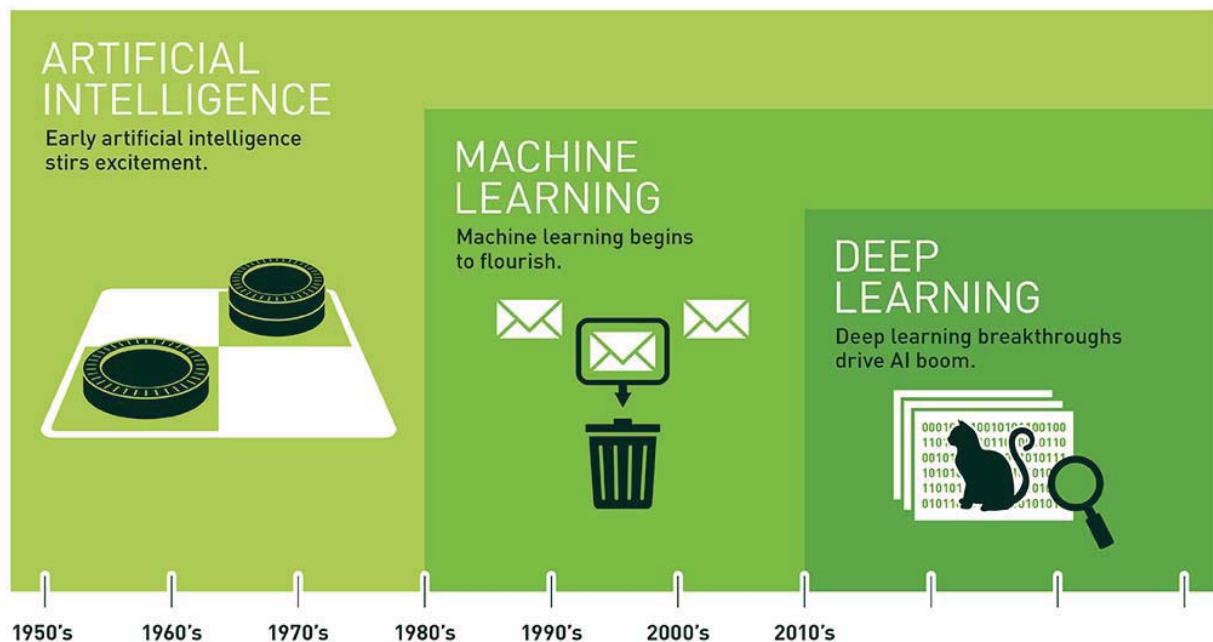 ARTIFICIAL
INTELLIGENCE
Early artificial intelligence
stirs excitement.
MACHINE
LEARNING
Machine learning begins
to flourish.
DEEP
LEARNING
Deep learning breakthroughs
drive AI boom.
1950's
1960's
1970's
1980's
1990's
2000's
2010's